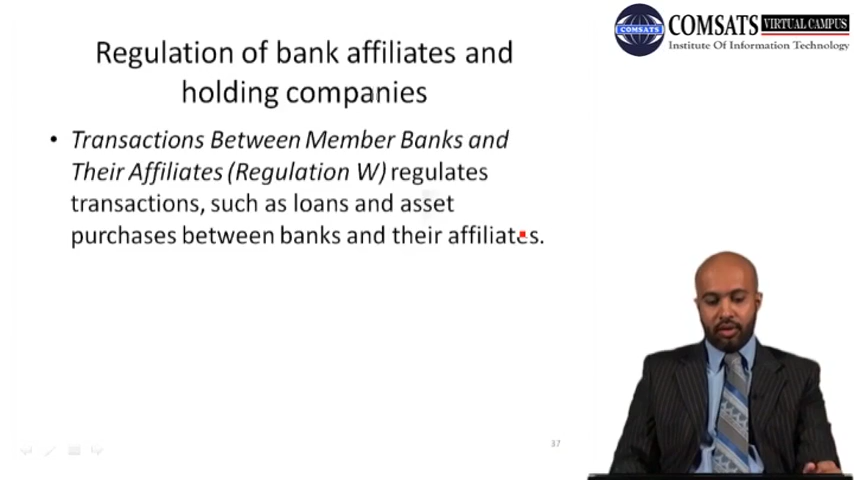 Regulation of bank affiliates and
holding companies
• Transactions Between Member Banks and
Their Affiliates (Regulation W) regulates
transactions, such as loans and asset
purchases between banks and their affiliates.
37
COMSATS
COMSATS VIRTUAL CAMPUS
Institute Of Information Technology